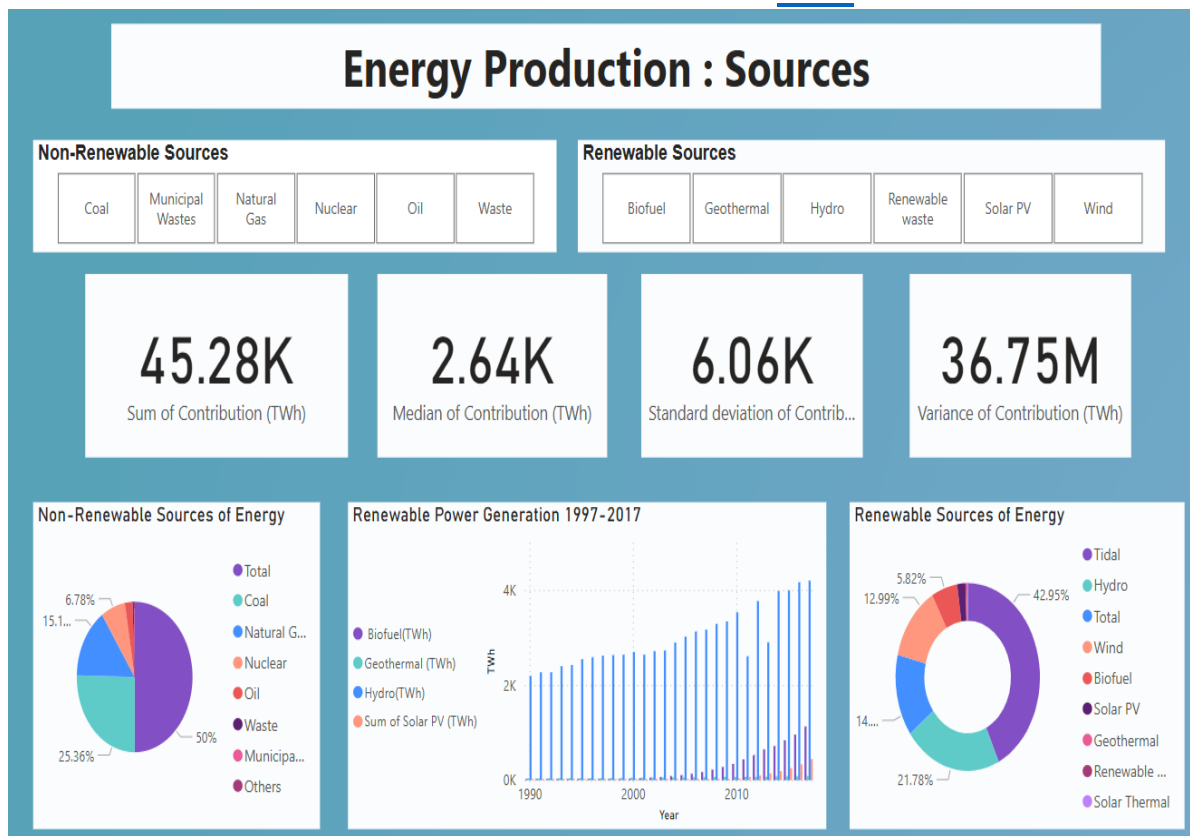 Energy Production : Sources
Non-Renewable Sources
Coal
Municipal
Wastes
Natural
Gas
Nuclear
Oil
Waste
Renewable Sources
Biofuel
Geothermal
Hydro
Renewable
waste
Solar PV
Wind
45.28K
Sum of Contribution (TWh)
2.64K
Median of Contribution (TWh)
6.06K
Standard deviation of Contrib...
36.75M
Variance of Contribution (TWh)
Non-Renewable Sources of Energy
6.78%
15.1...
25.36%
50%
Total
Coal
Natural G...
Nuclear
Oil
Waste
Municipa...
Others
Renewable Power Generation 1997-2017
Biofuel(TWh)
Geothermal (TWh)
Hydro(TWh)
Sum of Solar PV (TWh)
TWh
4K
2K
0K
1990
2000
2010
Year
Renewable Sources of Energy
5.82%
12.99%
14....
21.78%
42.95%
Tidal
Hydro
Total
Wind
Biofuel
Solar PV
Geothermal
Renewable ...
Solar Thermal